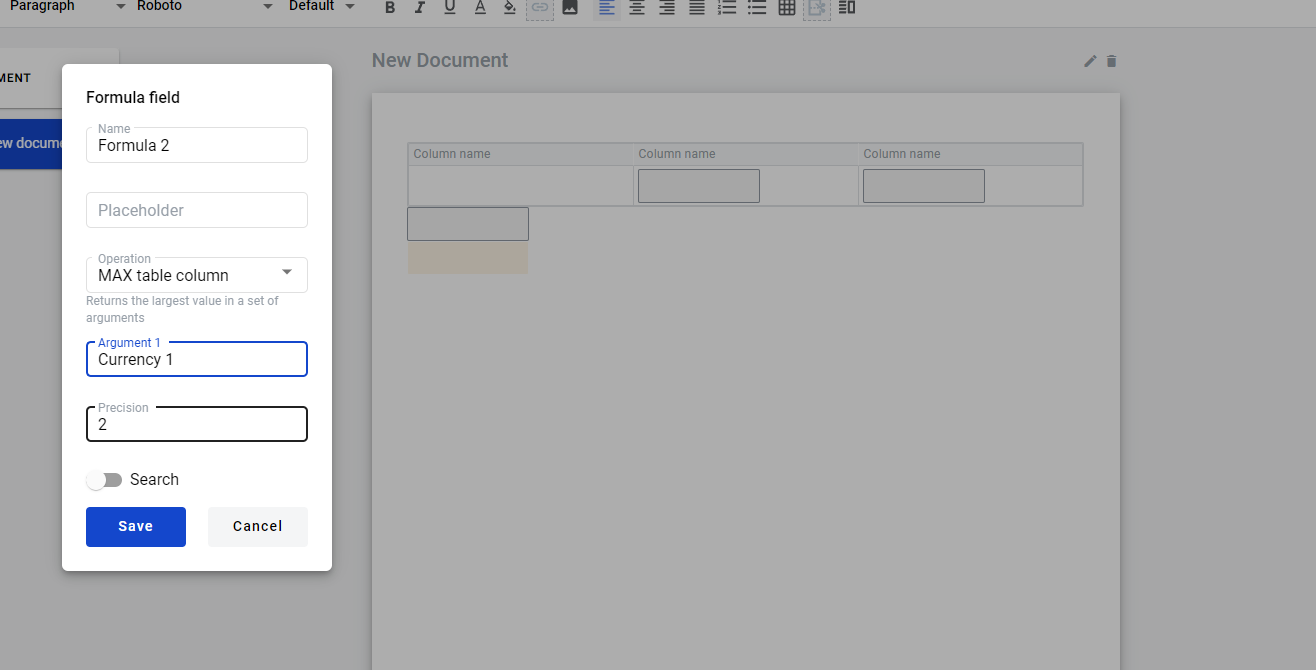 Paragraph Roboto Default B I U A
New Document
MENT
Formula field
Name
Formula 2
ew docume
Column name Column name Column name
Placeholder
Operation
MAX table column
Returns the largest value in a set of
arguments
Argument 1
Currency 1
Precision
2
Search
Save Cancel